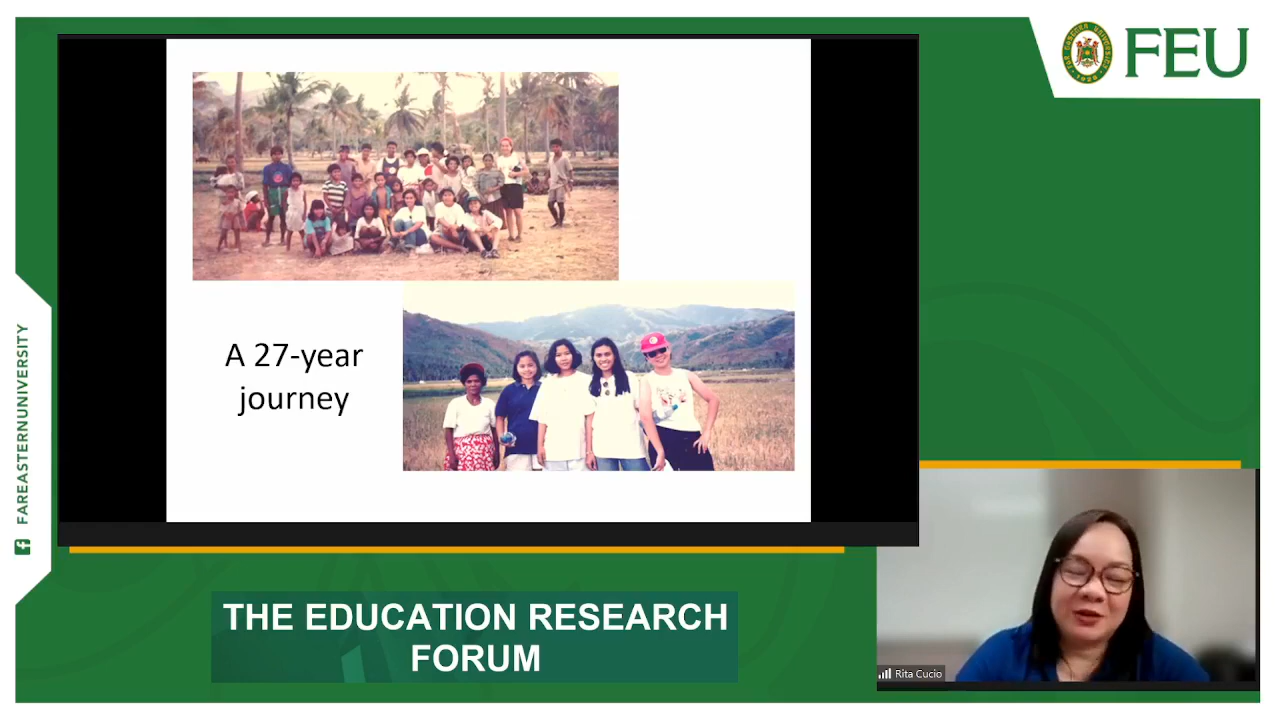 FEU
A 27-year
journey
FAREASTERNUNIVERSITY
THE EDUCATION RESEARCH
FORUM
Rita Cucio